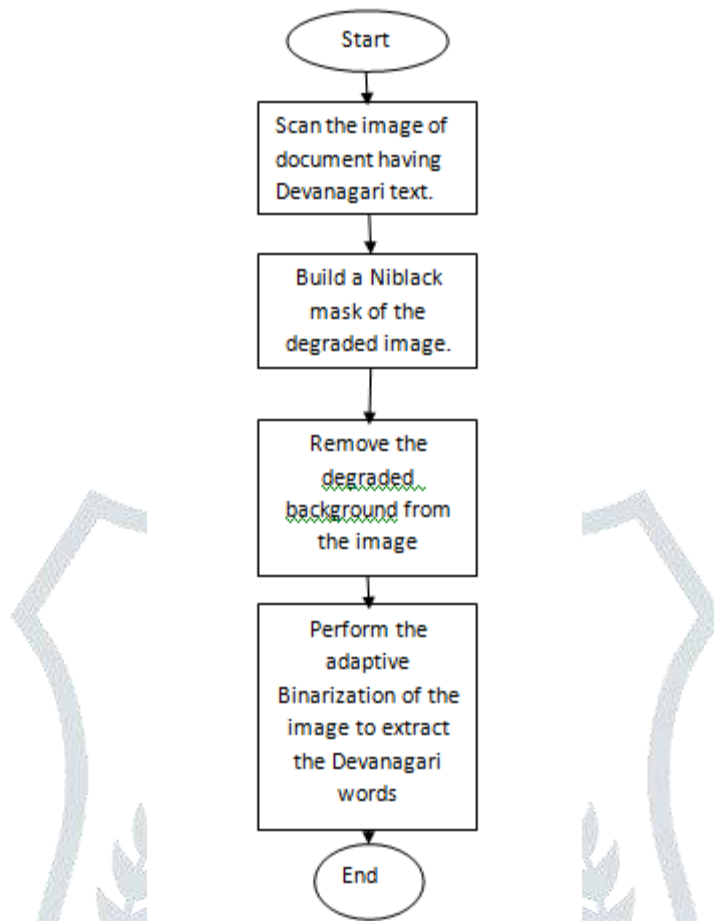 Start
Scan the image of
document having
Devanagari text.
Build a Niblack
mask of the
degraded image.
Remove the
degraded
background from
the image
Perform the
adaptive
Binarization of the
image to extract
the Devanagari
words
End